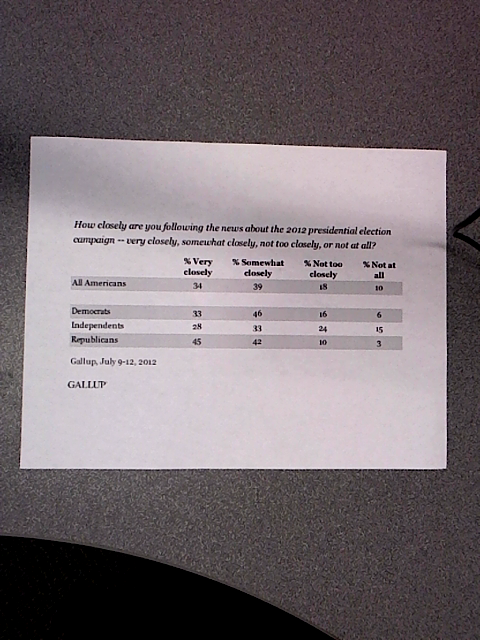 How closely are you following the news about the 2012 presidential election
campaign -- very closely, somewhat closely, not too closely, or not at all?
% Very closely % Somewhat closely % Not too closely % Not at all
All Americans 34 39 18 10
Democrats 33 46 16 6
Independents 28 33 24 15
Republicans 45 42 10 3
Gallup, July 9-12, 2012
GALLUP